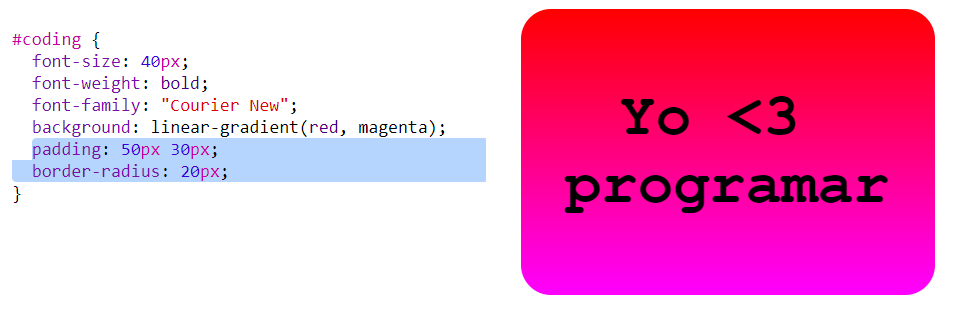 #coding {
font-size: 40px;
font-weight: bold;
font-family: "Courier New";
background: linear-gradient(red, magenta);
padding: 50px 30px;
border-radius: 20px;
}
Yo <3
programar